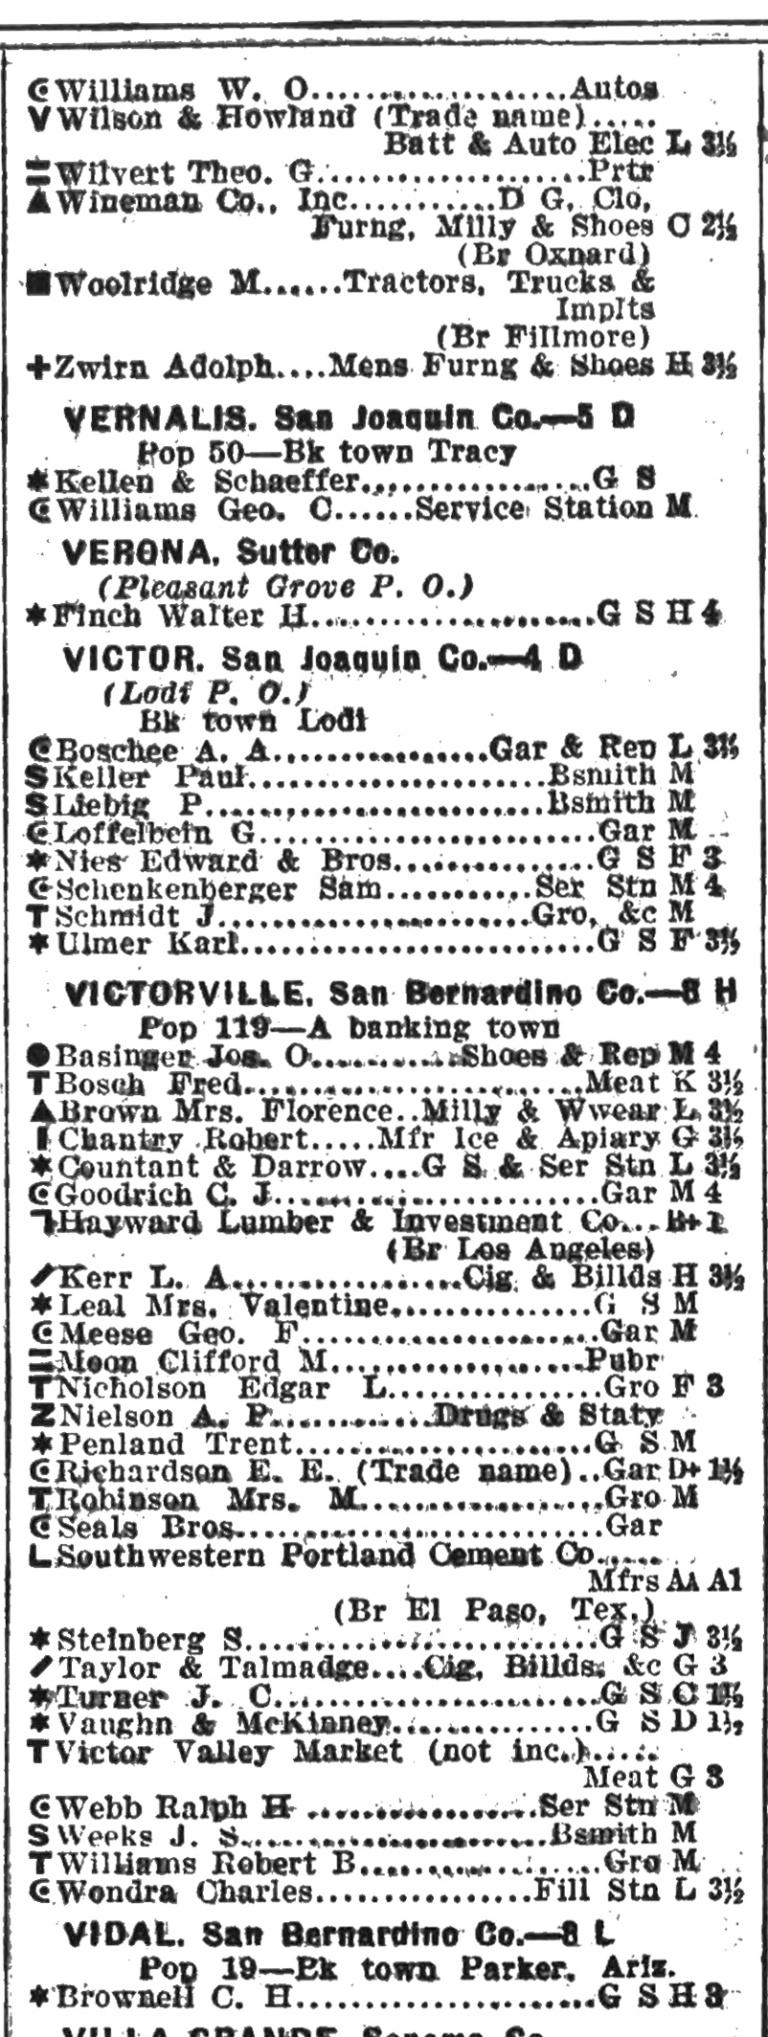 Williams W. O..................Autos
Wilson & Howland (Trade name).....
Batt & Auto Elec L 3½
Wilvert Theo. G...................Prtr
Wineman Co., Inc...........D G, Clo,
Furng, Milly & Shoes O 2½
(Br Oxnard)
Woolridge M......Tractors, Trucks &
Implts
(Br Fillmore)
Zwirn Adolph....Mens Furng & Shoes H 3½
VERNALIS. San Joaquin Co.—5 D
Pop 50—Bk town Tracy
Kellen & Schaeffer................G S
Williams Geo. C......Service Station M
VERONA, Sutter Co.
(Pleasant Grove P. O.)
Finch Walter H....................G S H 4
VICTOR. San Joaquin Co.—4 D
(Lodi P. O.)
Bk town Lodi
Boschee A. A................Gar & Rep L 3½
Keller Paul.....................Bsmith M
Liebig P........................Bsmith M
Loffelbein G.........................Gar M
Nies Edward & Bros..............G S F 3
Schenkenberger Sam...........Ser Stn M 4
Schmidt J......................Gro, &c M
Ulmer Karl.........................G S F 3½
VICTORVILLE, San Bernardino Co.—8 H
Pop 119—A banking town
Basinger Jos. O...........Shoes & Rep M 4
Bosch Fred.........................Meat K 3½
Brown Mrs. Florence..Milly & Wwear L 3½
Chantry Robert.....Mfr Ice & Apiary G 3½
Countant & Darrow....G S & Ser Stn L 3½
Goodrich C. J........................Gar M 4
Hayward Lumber & Investment Co... B+ 1
(Br Los Angeles)
Kerr L. A.................Cig & Billds H 3½
Leal Mrs. Valentine..............G S M
Meese Geo. F......................Gar M
Moon Clifford M.................Pubr
Nicholson Edgar L...............Gro F 3
Nielson A. P............Drugs & Staty
Penland Trent.....................G S M
Richardson E. E. (Trade name)..Gar D+ 1½
Robinson Mrs. M.................Gro M
Seals Bros.........................Gar
Southwestern Portland Cement Co......
Mfrs AA A1
(Br El Paso, Tex.)
Steinberg S.........................G S J 3½
Taylor & Talmadge....Cig, Billds, &c G 3
Turner J. C.......................G S C 1½
Vaughn & McKinney..............G S D 1½
Victor Valley Market (not inc.).....
Meat G 3
Webb Ralph H ................Ser Stn M
Weeks J. S......................Bsmith M
Williams Robert B.................Gro M
Wondra Charles................Fill Stn L 3½
VIDAL. San Bernardino Co.—8 L
Pop 19—Bk town Parker, Ariz.
Brownell C. H.....................G S H 3
VILLA GRANDE, Sonoma Co.